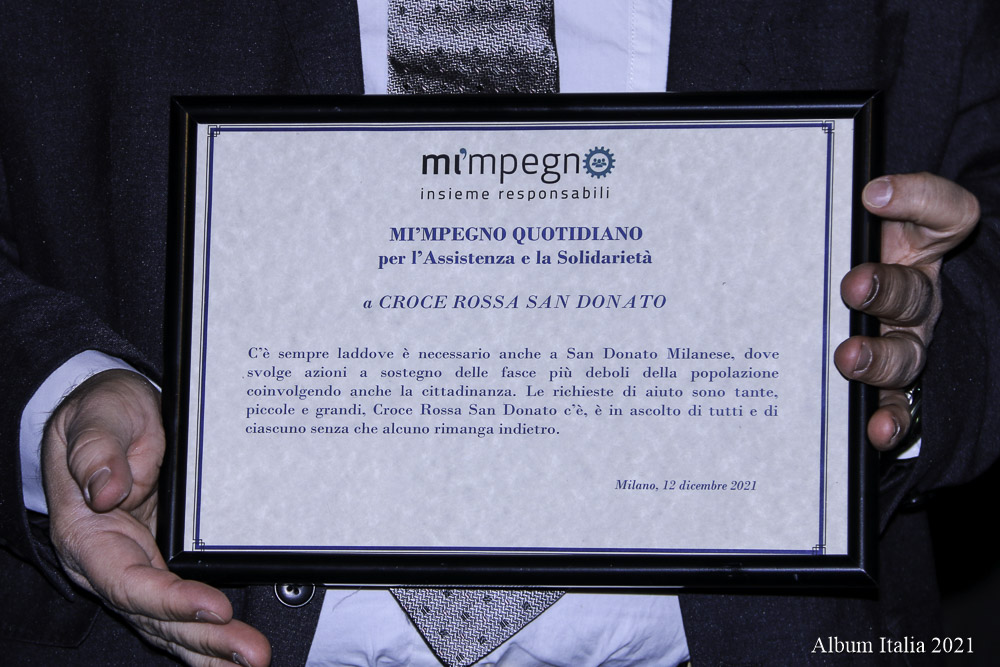 mi'mpegno
insieme responsabili
MI'MPEGNO QUOTIDIANO
per l'Assistenza e la Solidarietà
a CROCE ROSSA SAN DONATO
C'è sempre laddove è necessario anche a San Donato Milanese, dove
svolge azioni a sostegno delle fasce più deboli della popolazione
coinvolgendo anche la cittadinanza. Le richieste di aiuto sono tante,
piccole e grandi, Croce Rossa San Donato c'è, è in ascolto di tutti e di
ciascuno senza che alcuno rimanga indietro.
Milano, 12 dicembre 2021
Album Italia 2021